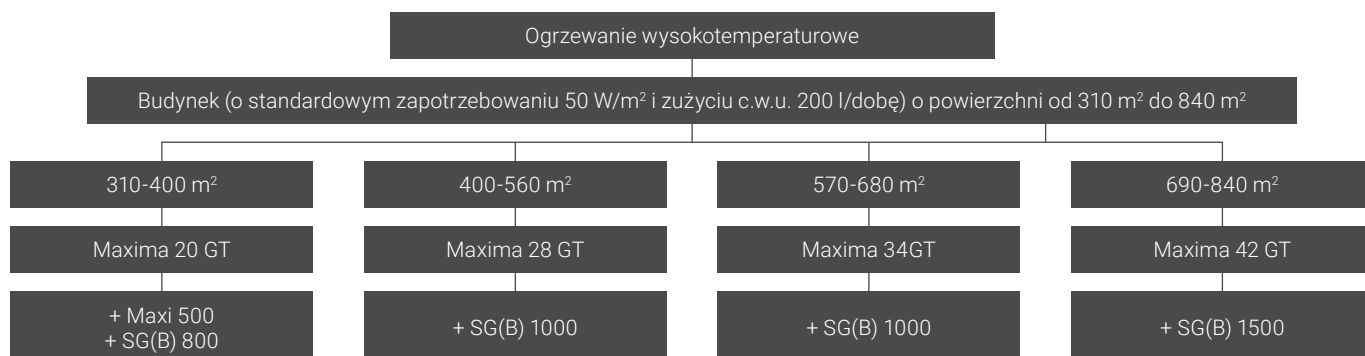 Ogrzewanie wysokotemperaturowe
Budynek (o standardowym zapotrzebowaniu 50 W/m² i zużyciu c.w.u. 200 l/dobę) o powierzchni od 310 m² do 840 m²
310-400 m²
400-560 m²
570-680 m²
690-840 m²
Maxima 20 GT
Maxima 28 GT
Maxima 34GT
Maxima 42 GT
+ Maxi 500
+ SG(B) 800
+ SG(B) 1000
+ SG(B) 1000
+ SG(B) 1500